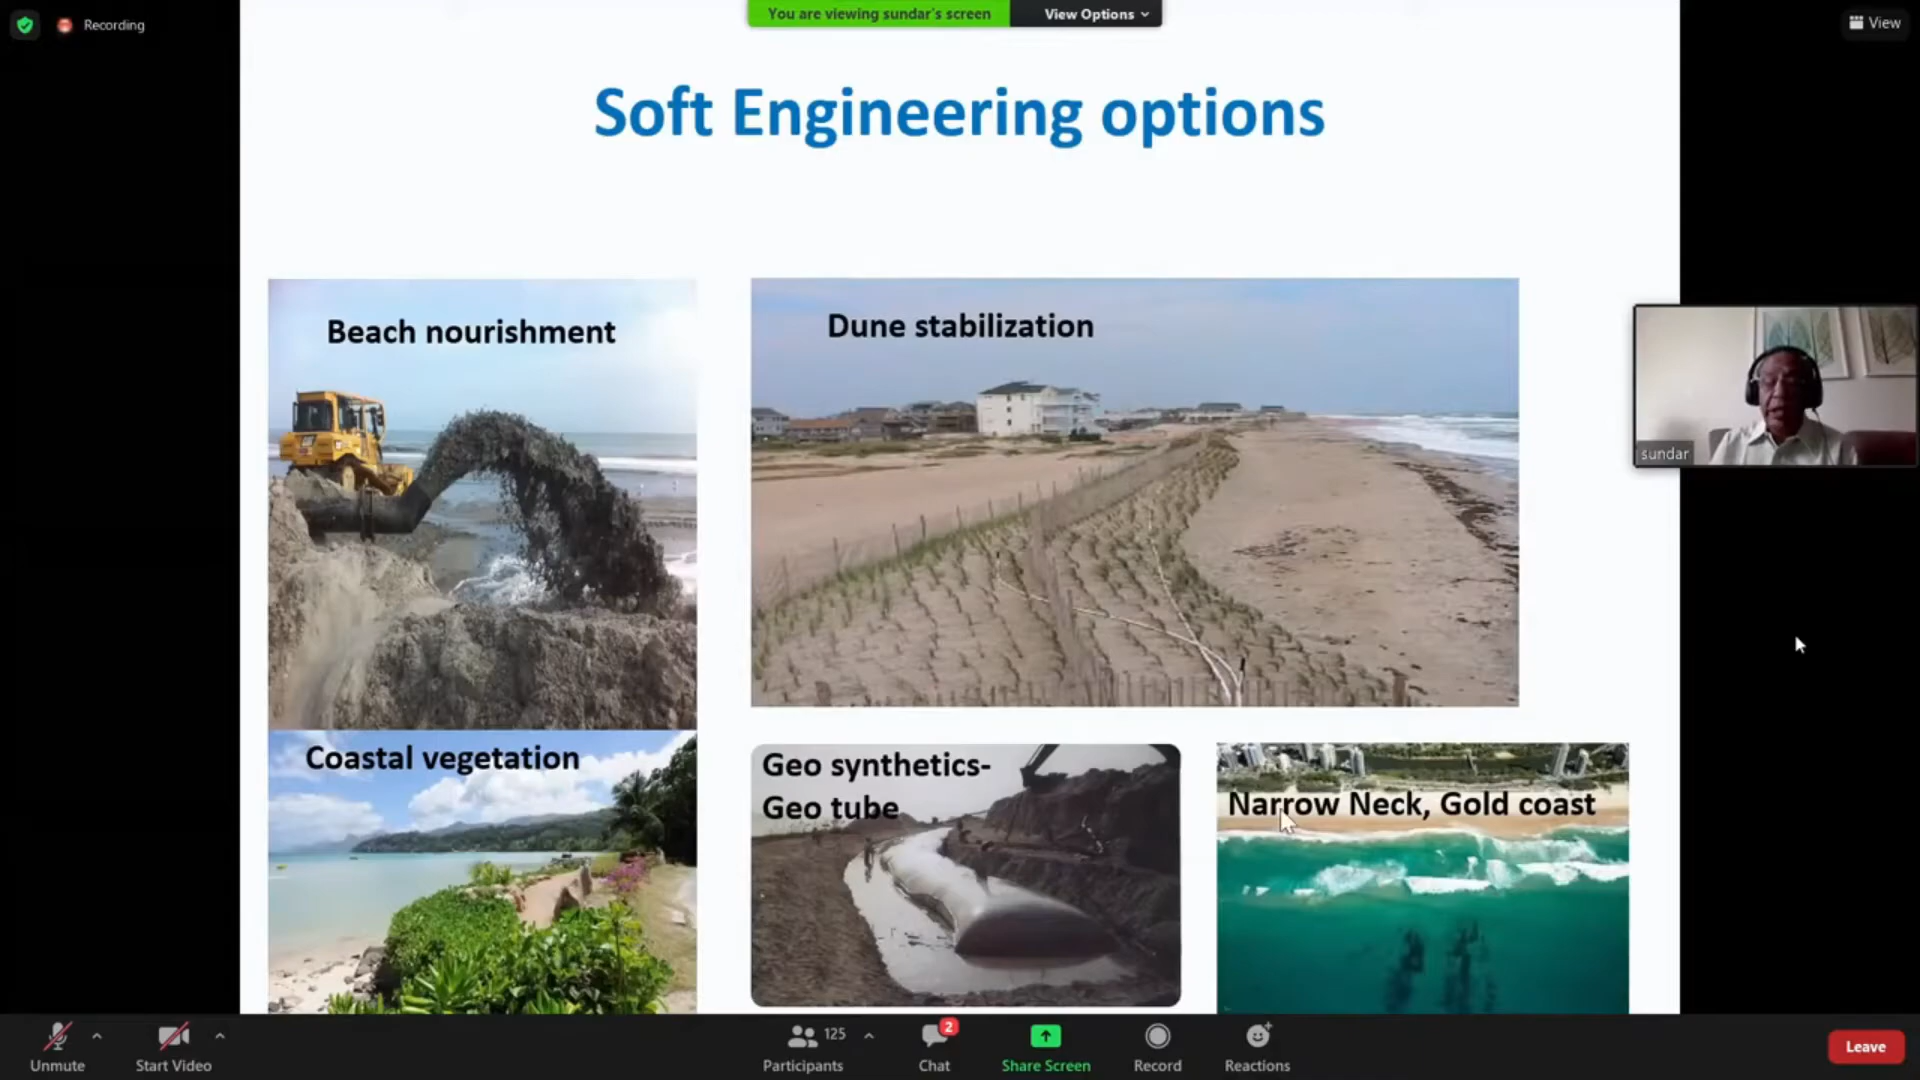 Recording
You are viewing sundar's screen
View Options
View
Soft Engineering options
Beach nourishment
Dune stabilization
sundar
Coastal vegetation
Geo synthetics-
Geo tube
Narrow Neck, Gold coast
Unmute
Start Video
125
Participants
2
Chat
Share Screen
Record
Reactions
Leave